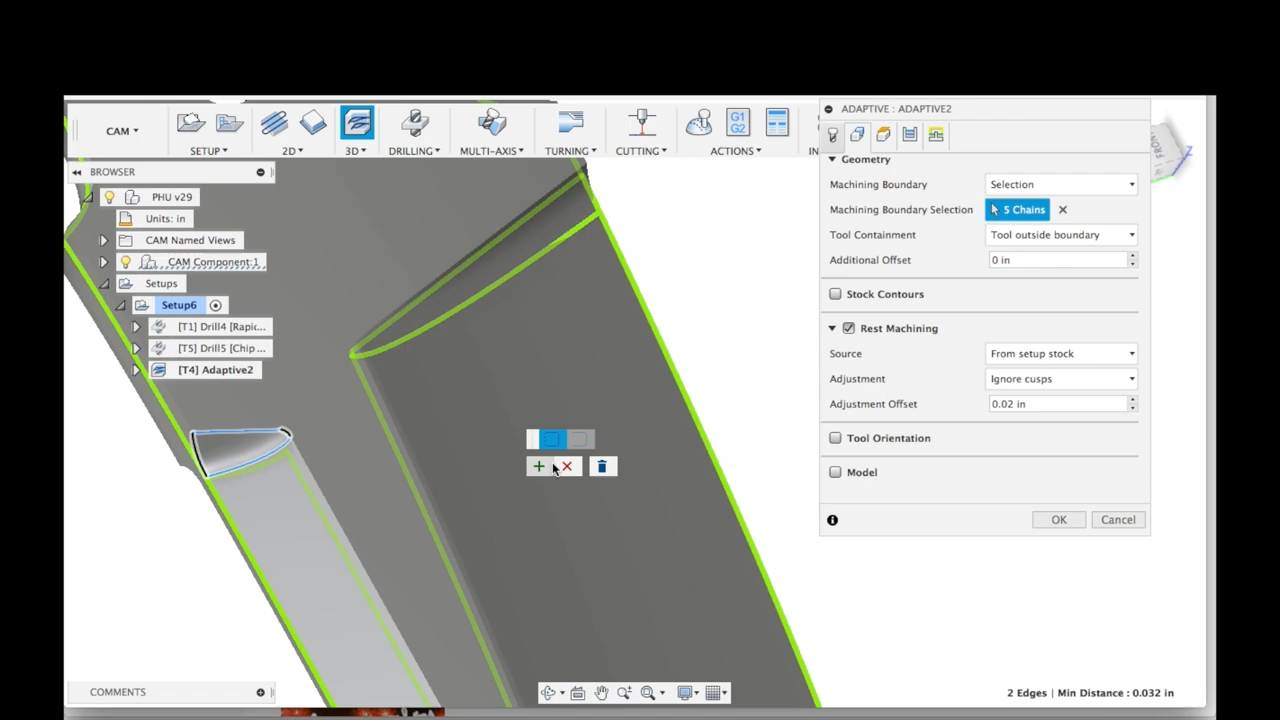 ADAPTIVE : ADAPTIVE2
CAM
G1
G2
SETUP
2D
3D
DRILLING
MULTI-AXIS
TURNING
CUTTING
ACTIONS
IN
FRONT
Z
BROWSER
PHU v29
Units: in
CAM Named Views
CAM Component:1
Setups
Setup6
[T1] Drill4 [Rapic...
[T5] Drill5 [Chip ...
[T4] Adaptive2
Geometry
Machining Boundary Selection
Machining Boundary Selection 5 Chains
Tool Containment Tool outside boundary
Additional Offset 0 in
Stock Contours
Rest Machining
Source From setup stock
Adjustment Ignore cusps
Adjustment Offset 0.02 in
Tool Orientation
Model
OK Cancel
COMMENTS
2 Edges | Min Distance : 0.032 in